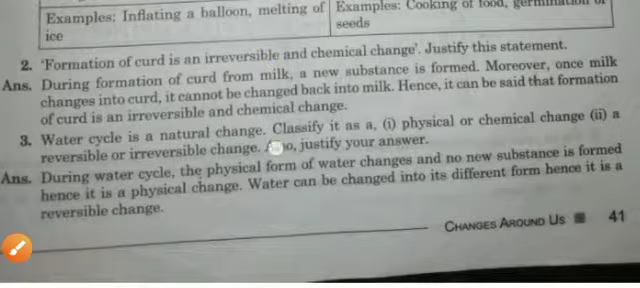 Examples: Inflating a balloon, melting of
ice
Examples: Cooking of food, germination of
seeds
2. 'Formation of curd is an irreversible and chemical change'. Justify this statement.
Ans. During formation of curd from milk, a new substance is formed. Moreover, once milk
changes into curd, it cannot be changed back into milk. Hence, it can be said that formation
of curd is an irreversible and chemical change.
3. Water cycle is a natural change. Classify it as a, (i) physical or chemical change (ii) a
reversible or irreversible change. justify your answer.
Ans. During water cycle, the physical form of water changes and no new substance is formed
hence it is a physical change. Water can be changed into its different form hence it is a
reversible change.
CHANGES AROUND US 41